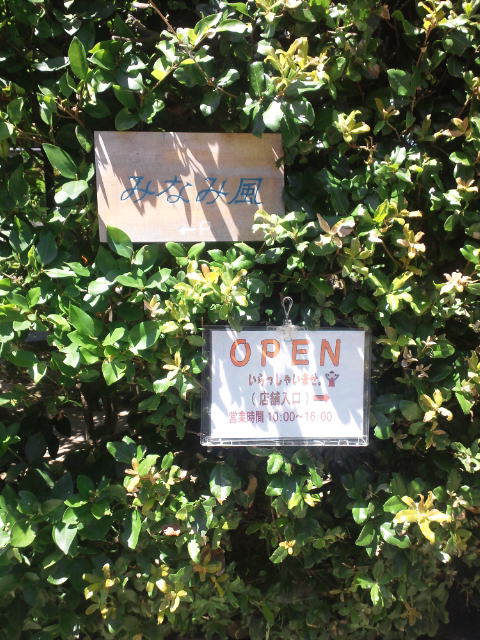 みなみ風
OPEN
いらっしゃいませ
(店舗入口)→
営業時間 10:00～16:00